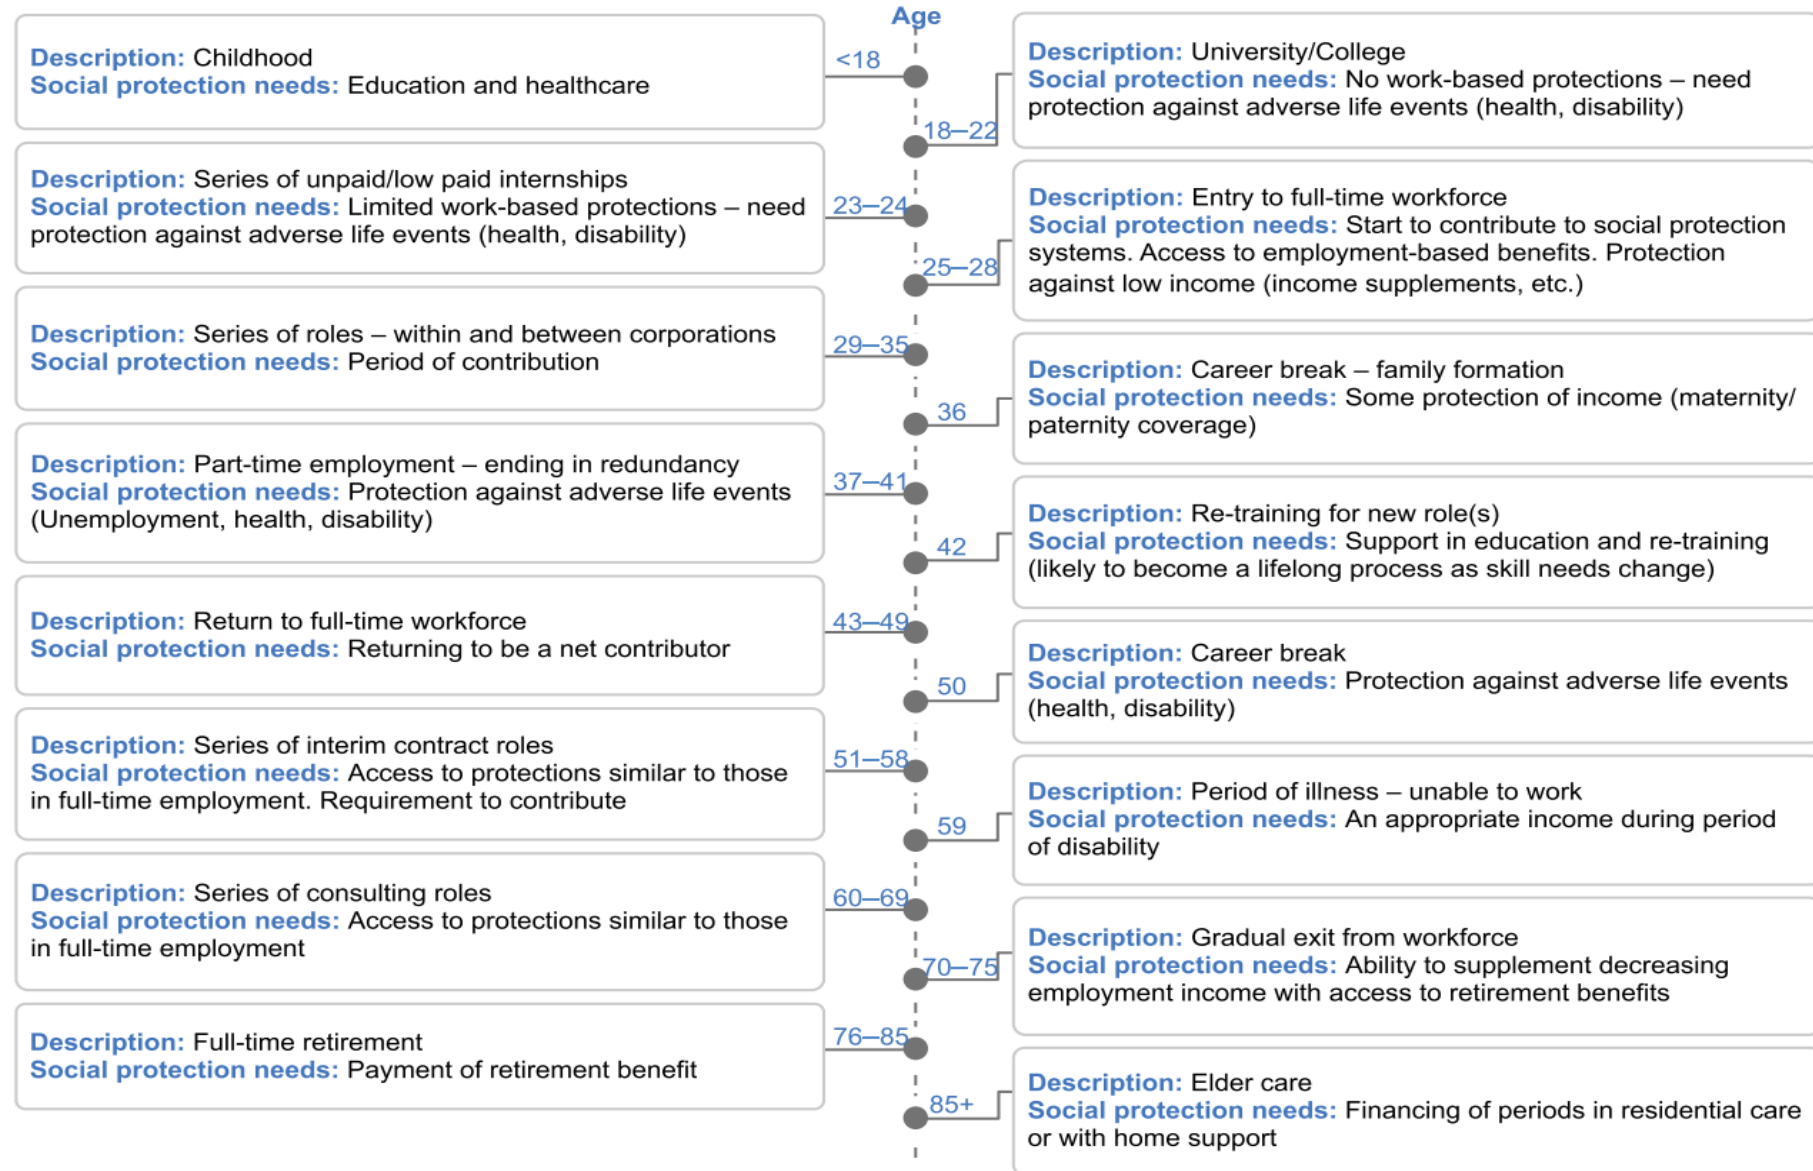 Age
<18
Description: Childhood
Social protection needs: Education and healthcare
18–22
Description: University/College
Social protection needs: No work-based protections – need
protection against adverse life events (health, disability)
23–24
Description: Series of unpaid/low paid internships
Social protection needs: Limited work-based protections – need
protection against adverse life events (health, disability)
25–28
Description: Entry to full-time workforce
Social protection needs: Start to contribute to social protection
systems. Access to employment-based benefits. Protection
against low income (income supplements, etc.)
29–35
Description: Series of roles – within and between corporations
Social protection needs: Period of contribution
36
Description: Career break – family formation
Social protection needs: Some protection of income (maternity/
paternity coverage)
37–41
Description: Part-time employment – ending in redundancy
Social protection needs: Protection against adverse life events
(Unemployment, health, disability)
42
Description: Re-training for new role(s)
Social protection needs: Support in education and re-training
(likely to become a lifelong process as skill needs change)
43–49
Description: Return to full-time workforce
Social protection needs: Returning to be a net contributor
50
Description: Career break
Social protection needs: Protection against adverse life events
(health, disability)
51–58
Description: Series of interim contract roles
Social protection needs: Access to protections similar to those
in full-time employment. Requirement to contribute
59
Description: Period of illness – unable to work
Social protection needs: An appropriate income during period
of disability
60–69
Description: Series of consulting roles
Social protection needs: Access to protections similar to those
in full-time employment
70–75
Description: Gradual exit from workforce
Social protection needs: Ability to supplement decreasing
employment income with access to retirement benefits
76–85
Description: Full-time retirement
Social protection needs: Payment of retirement benefit
85+
Description: Elder care
Social protection needs: Financing of periods in residential care
or with home support